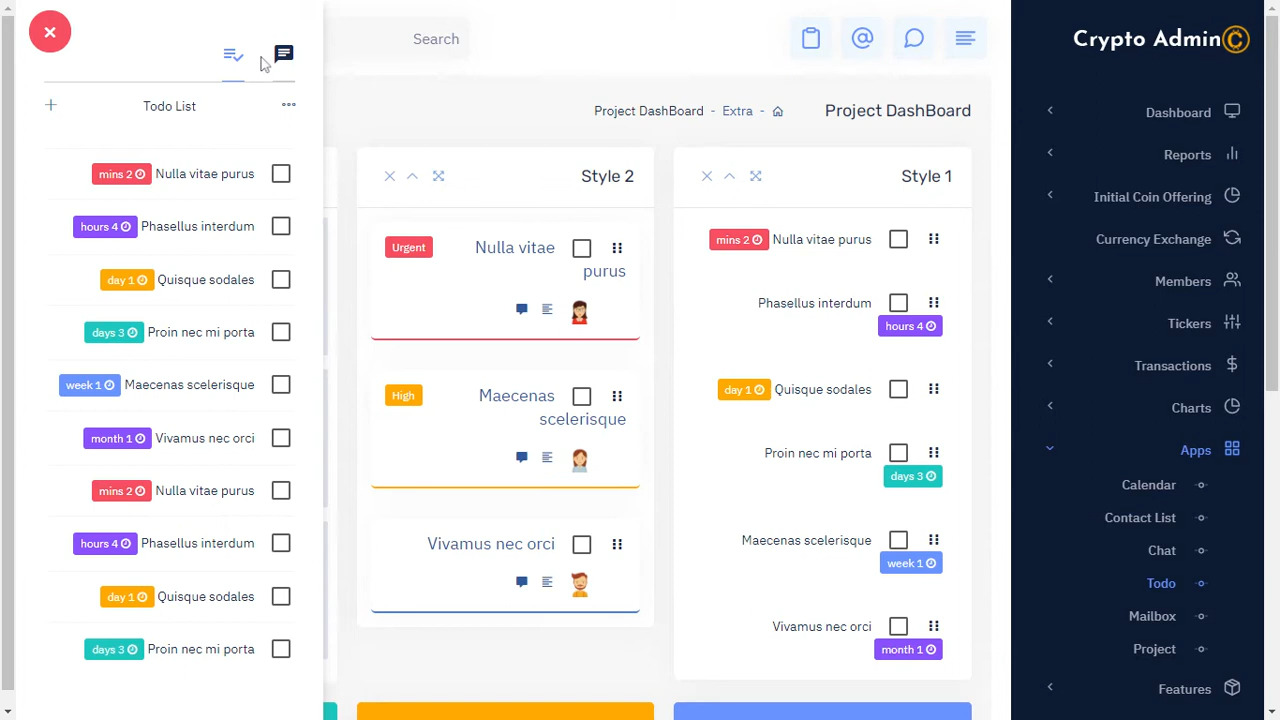 Search
Crypto Admin
Project DashBoard - Extra -
Project DashBoard
Todo List
mins 2 Nulla vitae purus
hours 4 Phasellus interdum
day 1 Quisque sodales
days 3 Proin nec mi porta
week 1 Maecenas scelerisque
month 1 Vivamus nec orci
mins 2 Nulla vitae purus
hours 4 Phasellus interdum
day 1 Quisque sodales
days 3 Proin nec mi porta
Style 2
Urgent
Nulla vitae
purus
High
Maecenas
scelerisque
Vivamus nec orci
Style 1
mins 2 Nulla vitae purus
Phasellus interdum
hours 4
day 1 Quisque sodales
Proin nec mi porta
days 3
Maecenas scelerisque
week 1
Vivamus nec orci
month 1
Dashboard
Reports
Initial Coin Offering
Currency Exchange
Members
Tickers
Transactions
Charts
Apps
Calendar
Contact List
Chat
Todo
Mailbox
Project
Features